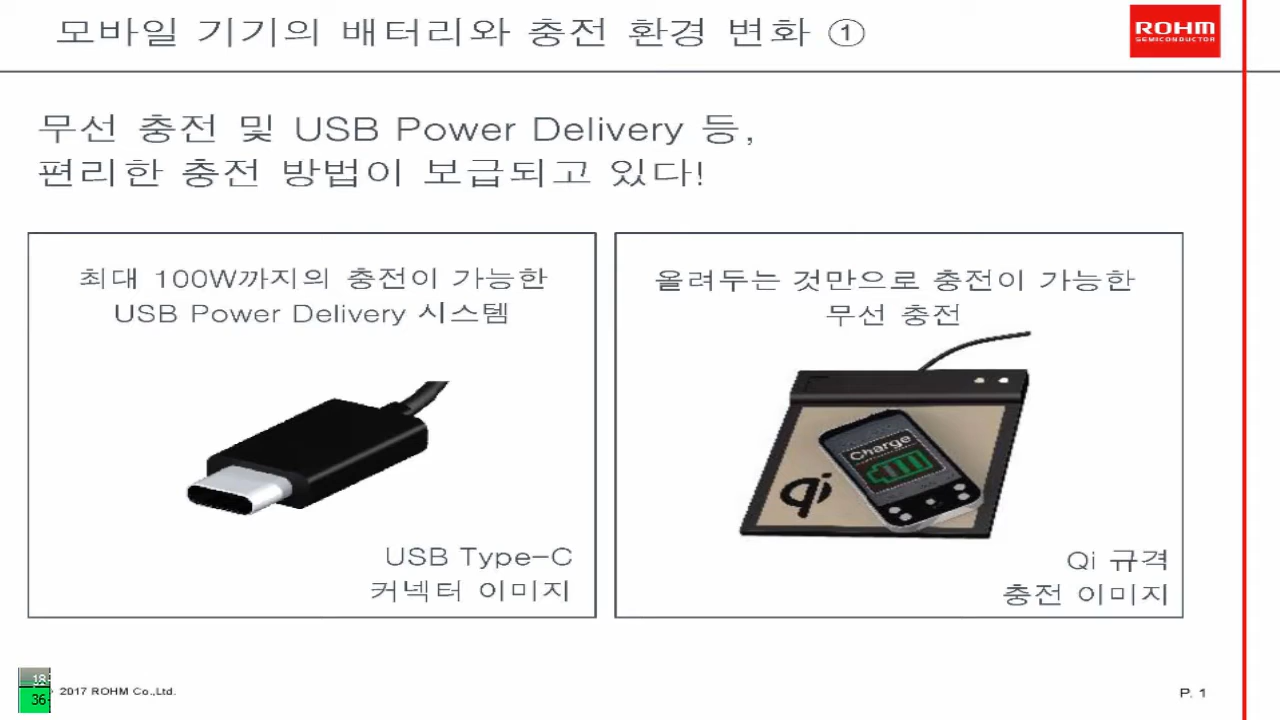 모바일 기기의 배터리와 충전 환경 변화 ①
ROHM
SEMICONDUCTOR
무선 충전 및 USB Power Delivery 등,
편리한 충전 방법이 보급되고 있다!
최대 100W까지의 충전이 가능한
USB Power Delivery 시스템
USB Type-C
커넥터 이미지
올려두는 것만으로 충전이 가능한
무선 충전
Charge
qi
Qi 규격
충전 이미지
18-
36-
2017 ROHM Co.,Ltd.
P. 1